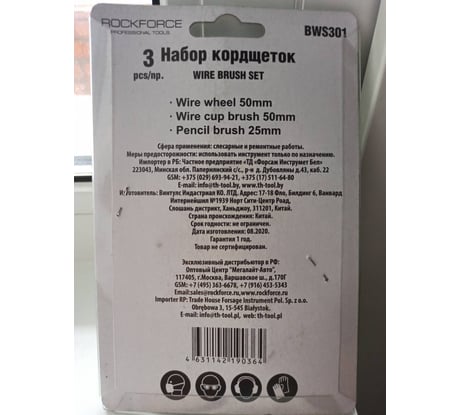 ROCKFORCE
PROFESSIONAL TOOLS
BWS301
3 Набор кордщеток
pcs/пр. WIRE BRUSH SET
• Wire wheel 50mm
• Wire cup brush 50mm
• Pencil brush 25mm
Сфера применения: слесарные и ремонтные работы.
Меры предосторожности: использовать инструмент только по назначению.
Импортер в РБ: Частное предприятие «ТД «Форсаж Инструмент Бел»
223043, Минская обл. Папернянский с/с, р-н д. Дубовляны д.43, каб. 22
GSM: +375 (029) 693-94-21, +375 (17) 511-64-80
E-mail: info@th-tool.by, www.th-tool.by
Изготовитель: Винтулс Индастриал КО. ЛТД. Адрес: 17-18 Фло, Билдинг 6, Ванвард
Интернейшнл №1939 Норт Сити-Центр Роад,
Сяошань дистрикт, Ханьджоу, 311201, Китай.
Страна происхождения: Китай.
Срок годности: не ограничен.
Дата изготовления: 08.2020.
Гарантия 1 год.
Товар не сертифицирован.
Эксклюзивный дистрибьютор в РФ:
Оптовый Центр "Мегалайт-Авто",
117405, г.Москва, Варшавское ш., д.170Г
GSM: +7 (495) 363-6678, +7 (916) 453-5343
Email:sales@rockforce.ru, www.rockforce.ru
Importer RP: Trade House Forsage Instrument Pel. Sp.z o.o.
Obrębowa 3, 15-545 Białystok.
E-mail: info@th-tool.pl, web: th-tool.pl
4 631142 190364